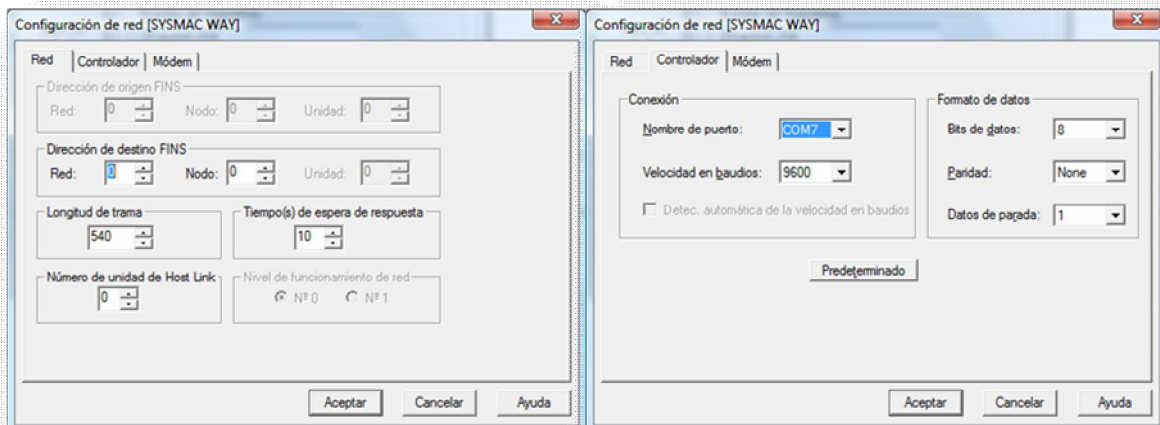 Configuración de red [SYSMAC WAY]
Red Controlador Módem
Dirección de origen FINS
Red: 0 Nodo: 0 Unidad: 0
Dirección de destino FINS
Red: 0 Nodo: 0 Unidad: 0
Longitud de trama
540
Tiempo(s) de espera de respuesta
10
Número de unidad de Host Link
0
Nivel de funcionamiento de red
Nº 0 Nº 1
Aceptar Cancelar Ayuda
Configuración de red [SYSMAC WAY]
Red Controlador Módem
Conexión
Nombre de puerto: COM7
Velocidad en baudios: 9600
Detec. automática de la velocidad en baudios
Formato de datos
Bits de datos: 8
Paridad: None
Datos de parada: 1
Predeterminado
Aceptar Cancelar Ayuda